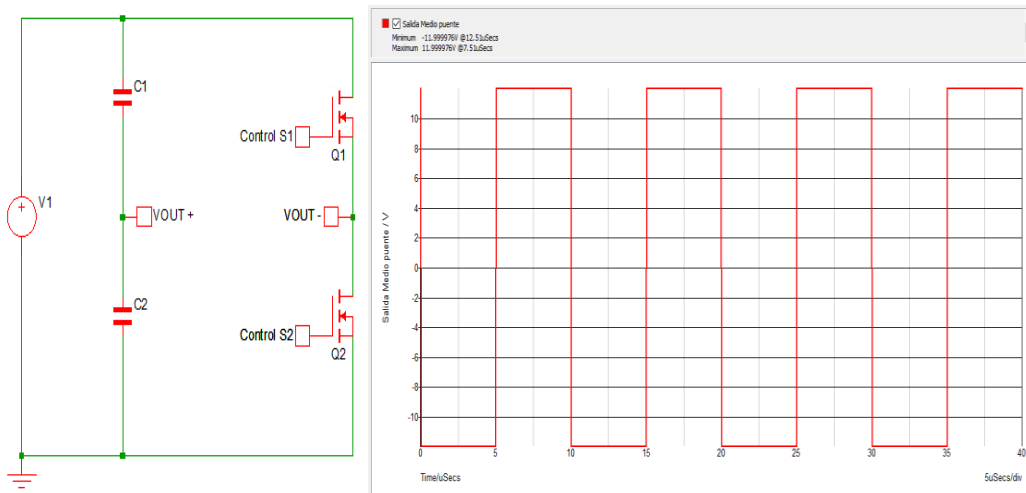 C1
Control S1
Q1
V1
VOUT +
VOUT -
C2
Control S2
Q2
Salida Medio puente
Minimum -11.999976V @12.51uSecs
Maximum 11.999976V @7.51uSecs
Salida Medio puente / V
10
8
6
4
2
0
-2
-4
-6
-8
-10
0 5 10 15 20 25 30 35 40
Time/uSecs 5uSecs/div